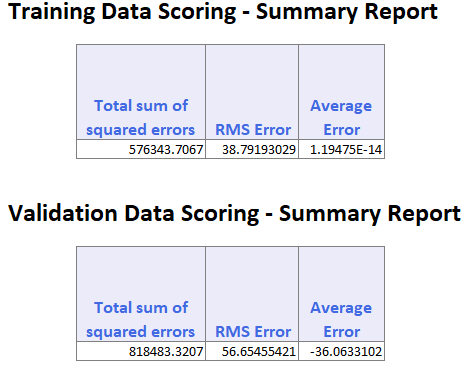 Training Data Scoring - Summary Report
Total sum of squared errors RMS Error Average Error
576343.7067 38.79193029 1.19475E-14
Validation Data Scoring - Summary Report
Total sum of squared errors RMS Error Average Error
818483.3207 56.65455421 -36.0633102